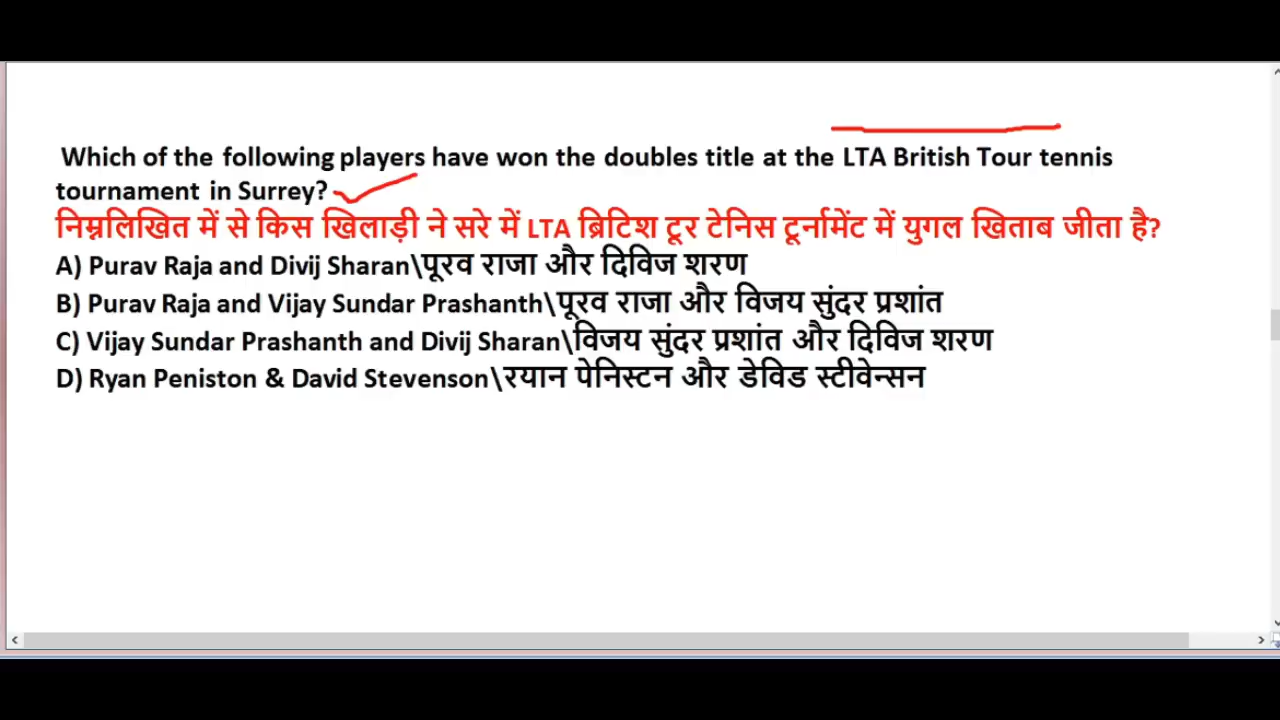 Which of the following players have won the doubles title at the LTA British Tour tennis
tournament in Surrey?
निम्नलिखित में से किस खिलाड़ी ने सरे में LTA ब्रिटिश टूर टेनिस टूर्नामेंट में युगल खिताब जीता है?
A) Purav Raja and Divij Sharan\पूरव राजा और दिविज शरण
B) Purav Raja and Vijay Sundar Prashanth\पूरव राजा और विजय सुंदर प्रशांत
C) Vijay Sundar Prashanth and Divij Sharan\विजय सुंदर प्रशांत और दिविज शरण
D) Ryan Peniston & David Stevenson\रयान पेनिस्टन और डेविड स्टीवेन्सन